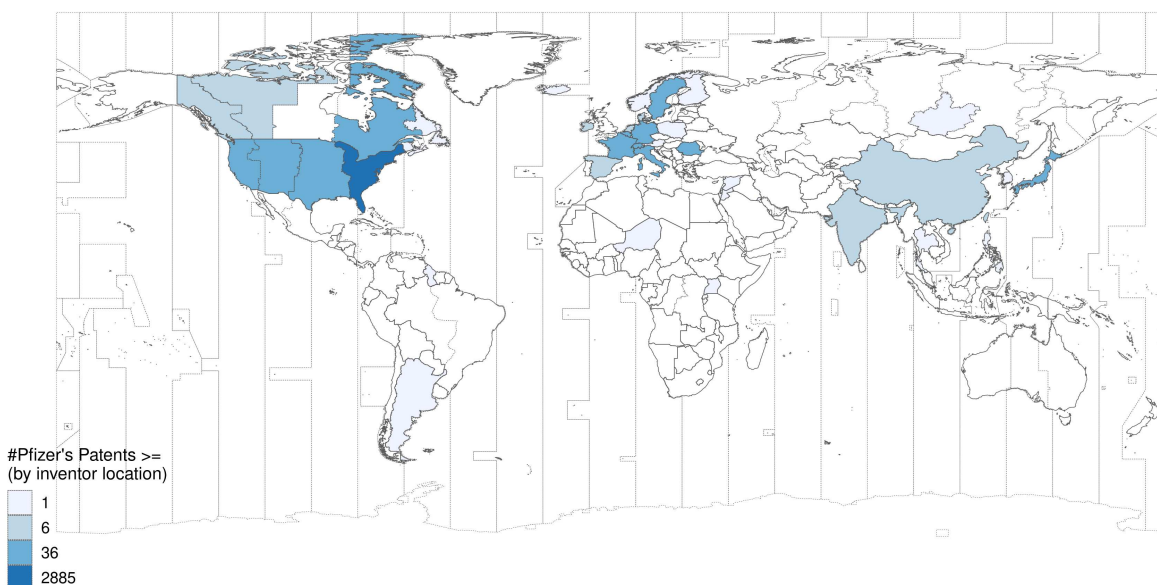 #Pfizer's Patents >=
(by inventor location)
1
6
36
2885